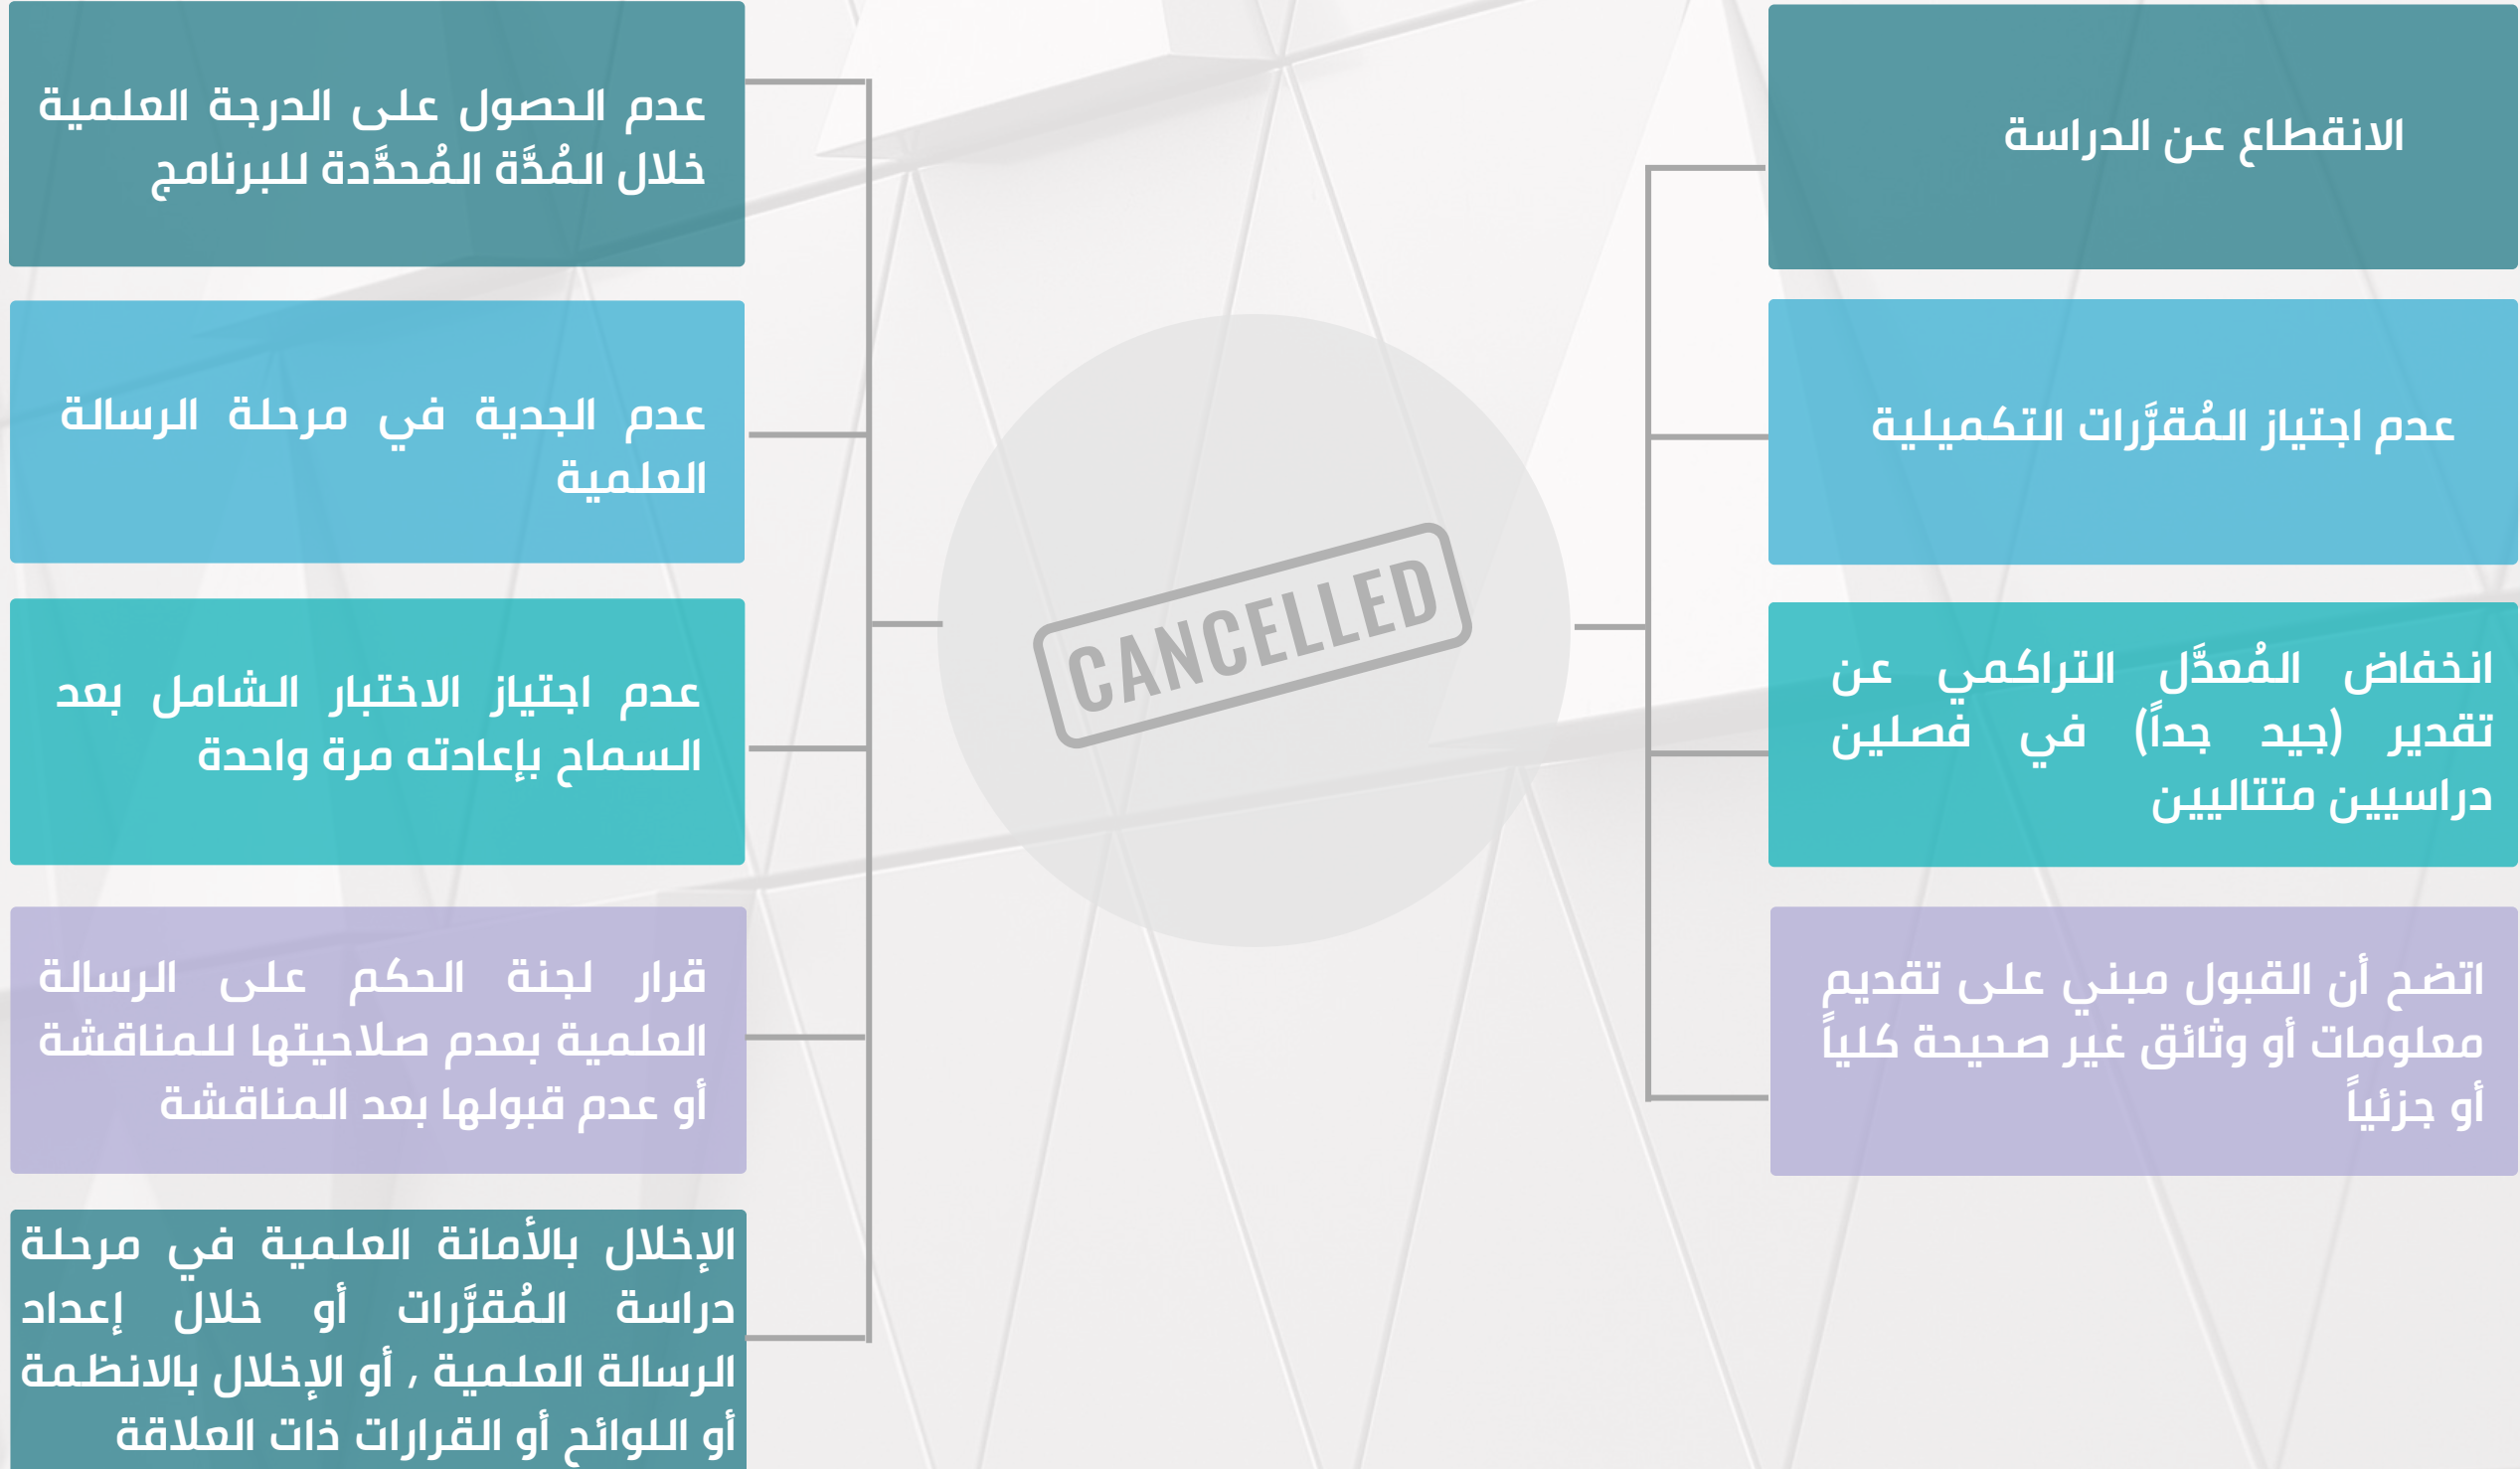 الانقطاع عن الدراسة
عدم اجتياز المُقرَّرات التكميلية
انخفاض المُعدَّل التراكمي عن
تقدير (جيد جداً) في فصلين
دراسيين متتاليين
اتضح أن القبول مبني على تقديم
معلومات أو وثائق غير صحيحة كلياً
أو جزئياً
CANCELLED
عدم الحصول على الدرجة العلمية
خلال المُدَّة المُحدَّدة للبرنامج
عدم الجدية في مرحلة الرسالة
العلمية
عدم اجتياز الاختبار الشامل بعد
السماح بإعادته مرة واحدة
قرار لجنة الحكم على الرسالة
العلمية بعدم صلاحيتها للمناقشة
أو عدم قبولها بعد المناقشة
الإخلال بالأمانة العلمية في مرحلة
دراسة المُقرَّرات أو خلال إعداد
الرسالة العلمية ، أو الإخلال بالانظمة
أو اللوائح أو القرارات ذات العلاقة